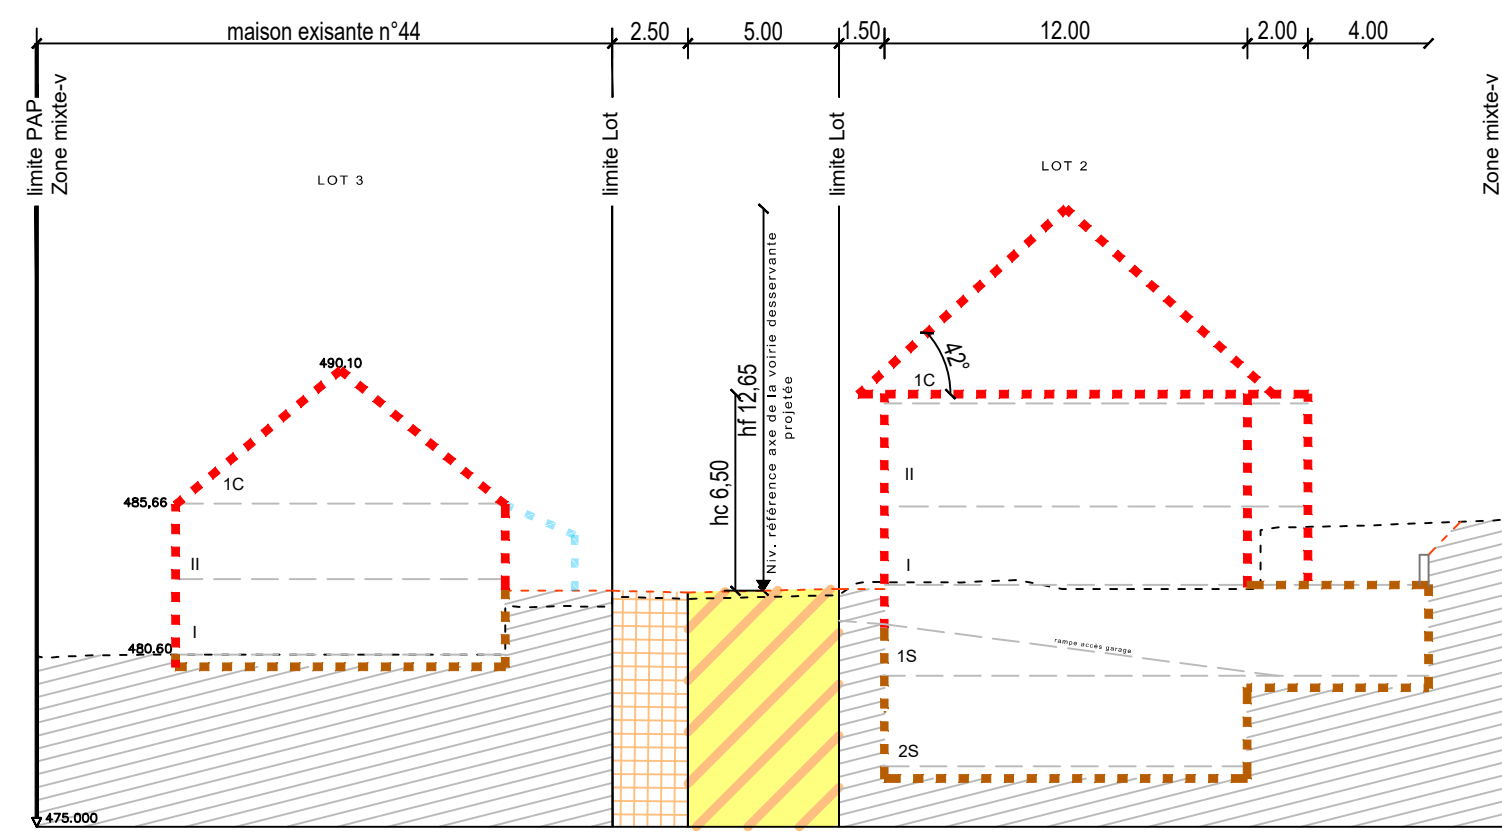 maison exisante n°44
2.50
5.00
1.50
12.00
2.00
4.00
limite PAP
Zone mixte-v
limite Lot
limite Lot
Zone mixte-v
LOT 3
LOT 2
490,10
485,66
480.60
475.000
1C
II
I
hc 6,50
hf 12,65
Niv. référence axe de la voirie desservante
projetée
42°
1C
II
I
1S
2S
rampe accès garage